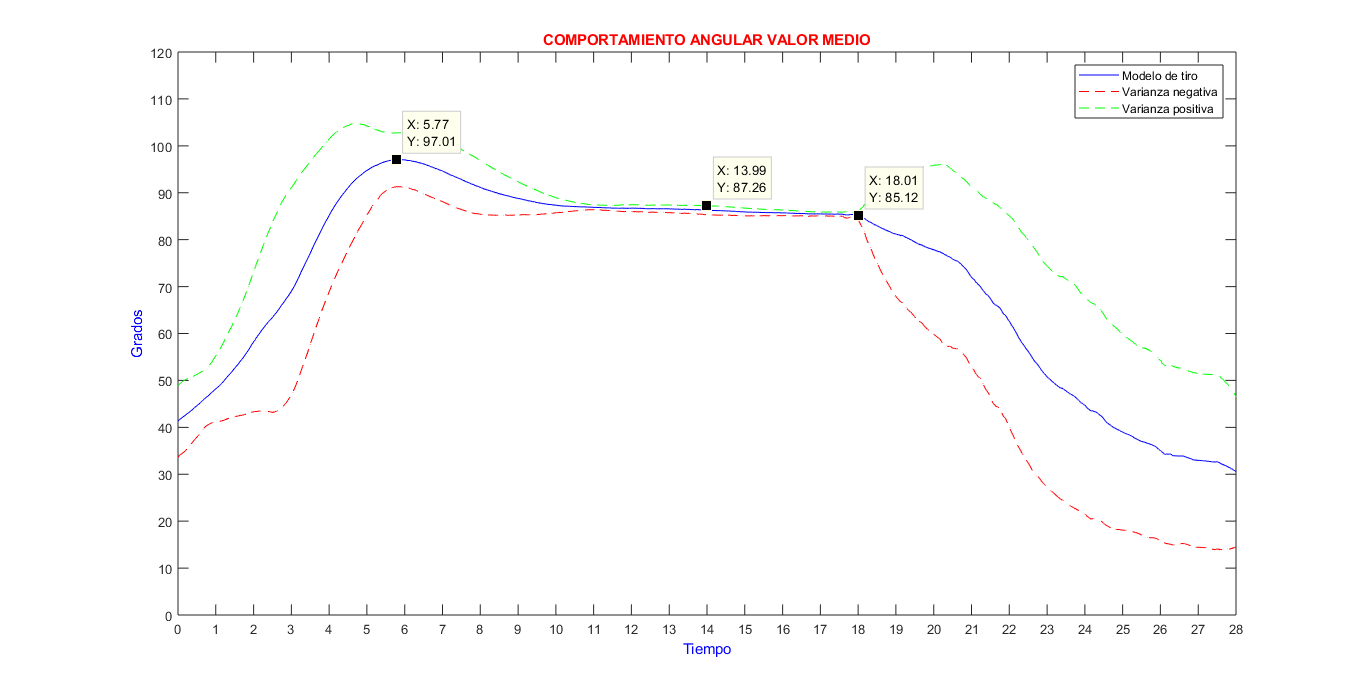 COMPORTAMIENTO ANGULAR VALOR MEDIO
120
110
100
90
80
70
60
50
40
30
20
10
0
Grados
Modelo de tiro
Varianza negativa
Varianza positiva
X: 5.77
Y: 97.01
X: 13.99
Y: 87.26
X: 18.01
Y: 85.12
0 1 2 3 4 5 6 7 8 9 10 11 12 13 14 15 16 17 18 19 20 21 22 23 24 25 26 27 28
Tiempo